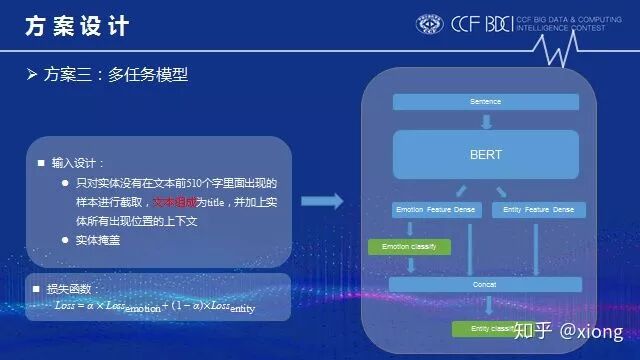 方案设计
CCF BDCI
CCF BIG DATA & COMPUTING
INTELLIGENCE CONTEST
方案三：多任务模型
输入设计：
只对实体没有在文本前510个字里面出现的
样本进行截取，文本组成为title，并加上实
体所有出现位置的上下文
实体掩盖
损失函数
Loss = α × Loss_emotion + (1−α)×Loss_entity
Sentence
BERT
Emotion Feature Dense
Entity Feature Dense
Emotion classify
Concat
Entity classify
知乎 @xiong